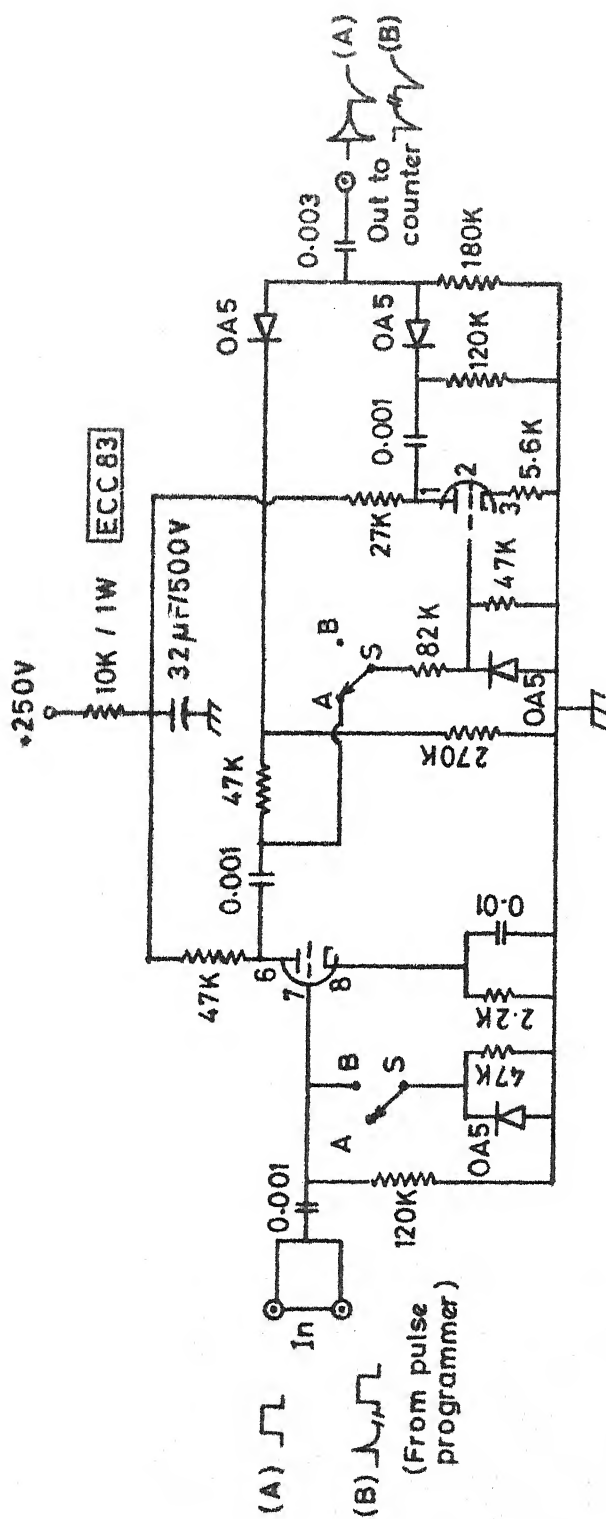 +250V
10K / 1W
ECC83
32µF/500V
47K
6
7
8
0.001
47K
A
B
S
82K
270K
OA5
47K
27K
1
2
3
5.6K
0.001
120K
180K
OA5
OA5
0.003
Out to
counter
(A)
(B)
0.001
120K
A
B
S
OA5
47K
2.2K
0.01
In
(A)
(B)
(From pulse
programmer)